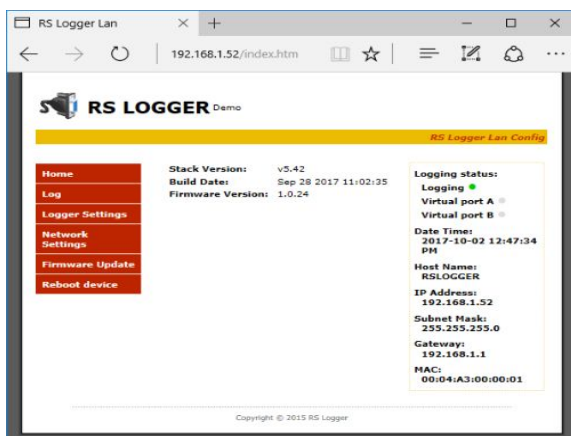 RS Logger Lan
192.168.1.52/index.htm
RS LOGGER Demo
RS Logger Lan Config
Home
Log
Logger Settings
Network
Settings
Firmware Update
Reboot device
Stack Version: v5.42
Build Date: Sep 28 2017 11:02:35
Firmware Version: 1.0.24
Logging status:
Logging
Virtual port A
Virtual port B
Date Time:
2017-10-02 12:47:34
PM
Host Name:
RSLOGGER
IP Address:
192.168.1.52
Subnet Mask:
255.255.255.0
Gateway:
192.168.1.1
MAC:
00:04:A3:00:00:01
Copyright © 2015 RS Logger